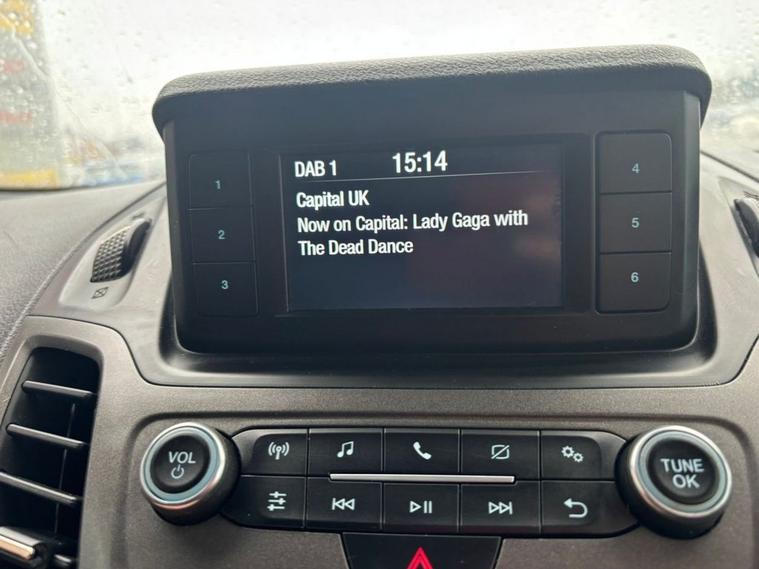 DAB 1 15:14
Capital UK
Now on Capital: Lady Gaga with
The Dead Dance
1
2
3
4
5
6
VOL
TUNE
OK